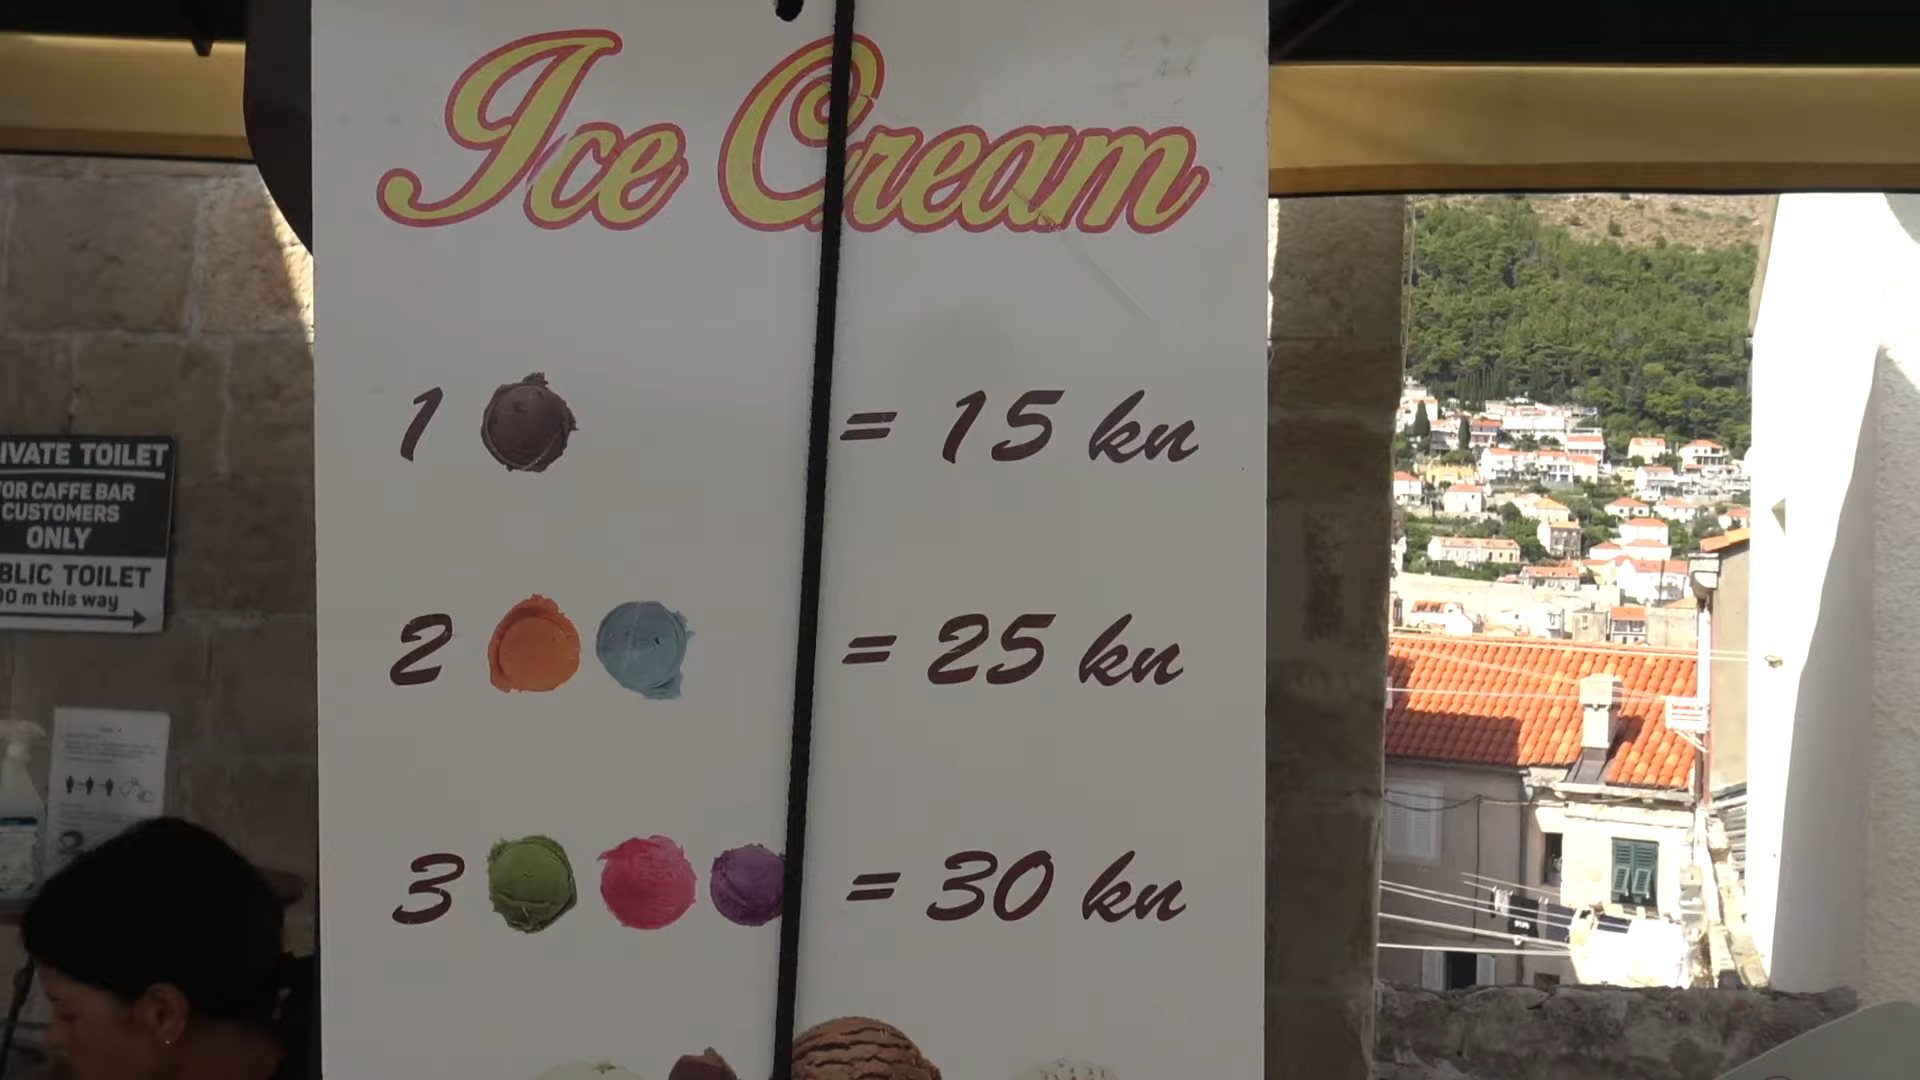 Ice Cream
1 = 15 kn
2 = 25 kn
3 = 30 kn
IVATE TOILET
FOR CAFFE BAR
CUSTOMERS
ONLY
BLIC TOILET
00 m this way